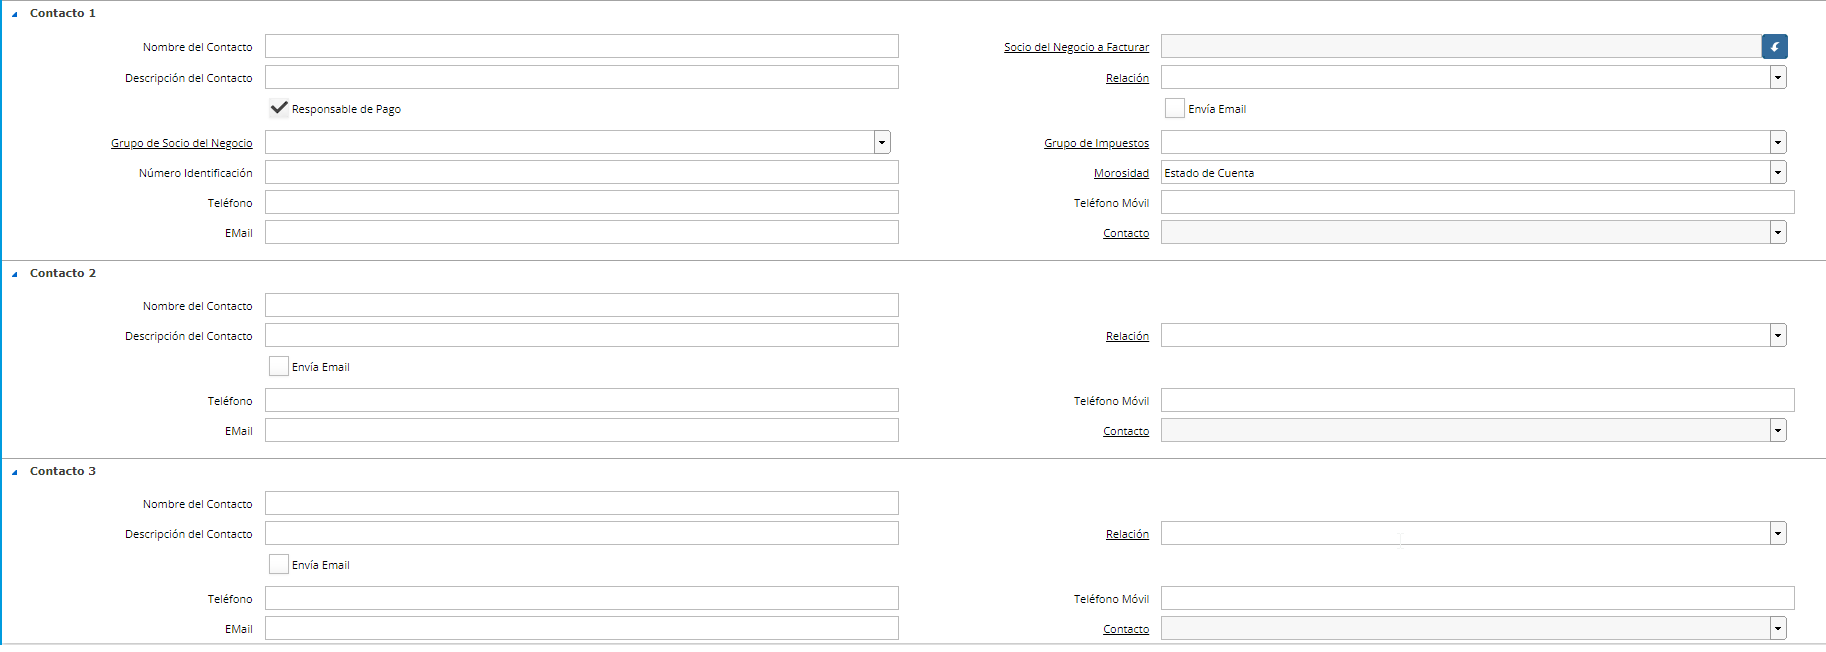 Contacto 1
Nombre del Contacto Socio del Negocio a Facturar
Descripción del Contacto Relación
Responsable de Pago Envía Email
Grupo de Socio del Negocio Grupo de Impuestos
Número Identificación Morosidad Estado de Cuenta
Teléfono Teléfono Móvil
EMail Contacto
Contacto 2
Nombre del Contacto
Descripción del Contacto Relación
Envía Email
Teléfono Teléfono Móvil
EMail Contacto
Contacto 3
Nombre del Contacto
Descripción del Contacto Relación
Envía Email
Teléfono Teléfono Móvil
EMail Contacto